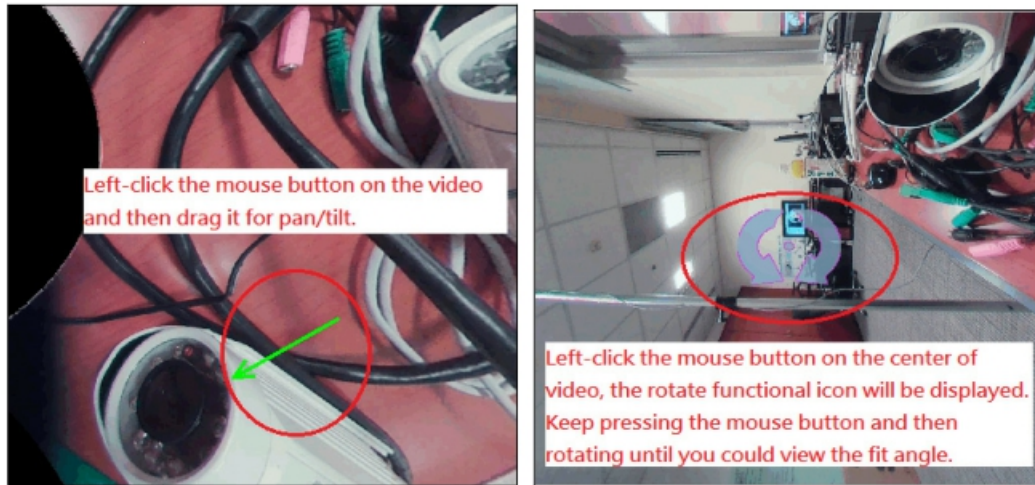 Left-click the mouse button on the video
and then drag it for pan/tilt.
Left-click the mouse button on the center of
video, the rotate functional icon will be displayed.
Keep pressing the mouse button and then
rotating until you could view the fit angle.